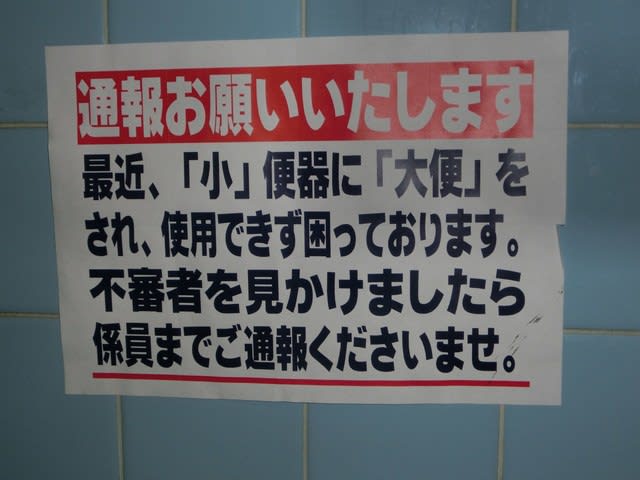 通報お願いいたします
最近、「小」便器に「大便」を
され、使用できず困っております。
不審者を見かけましたら
係員までご通報くださいませ。